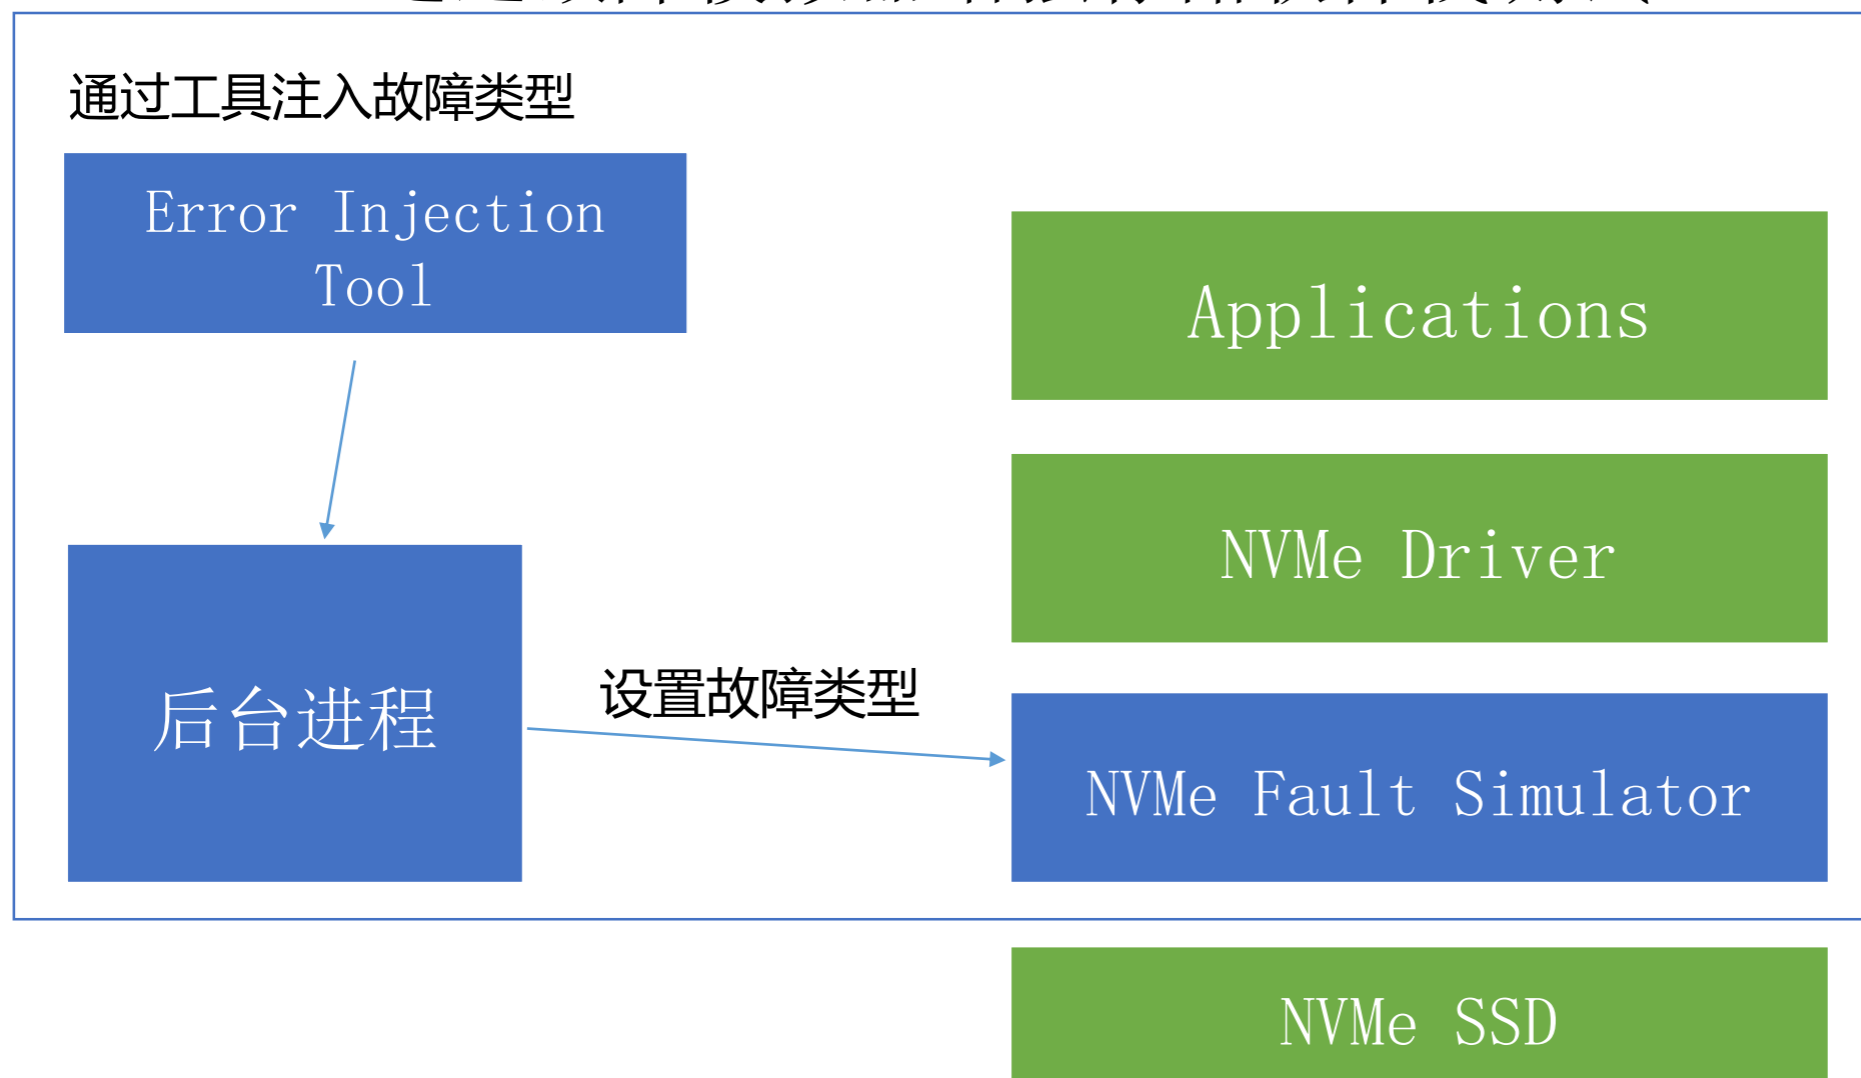 通过工具注入故障类型
Error Injection
Tool
Applications
NVMe Driver
后台进程
设置故障类型
NVMe Fault Simulator
NVMe SSD